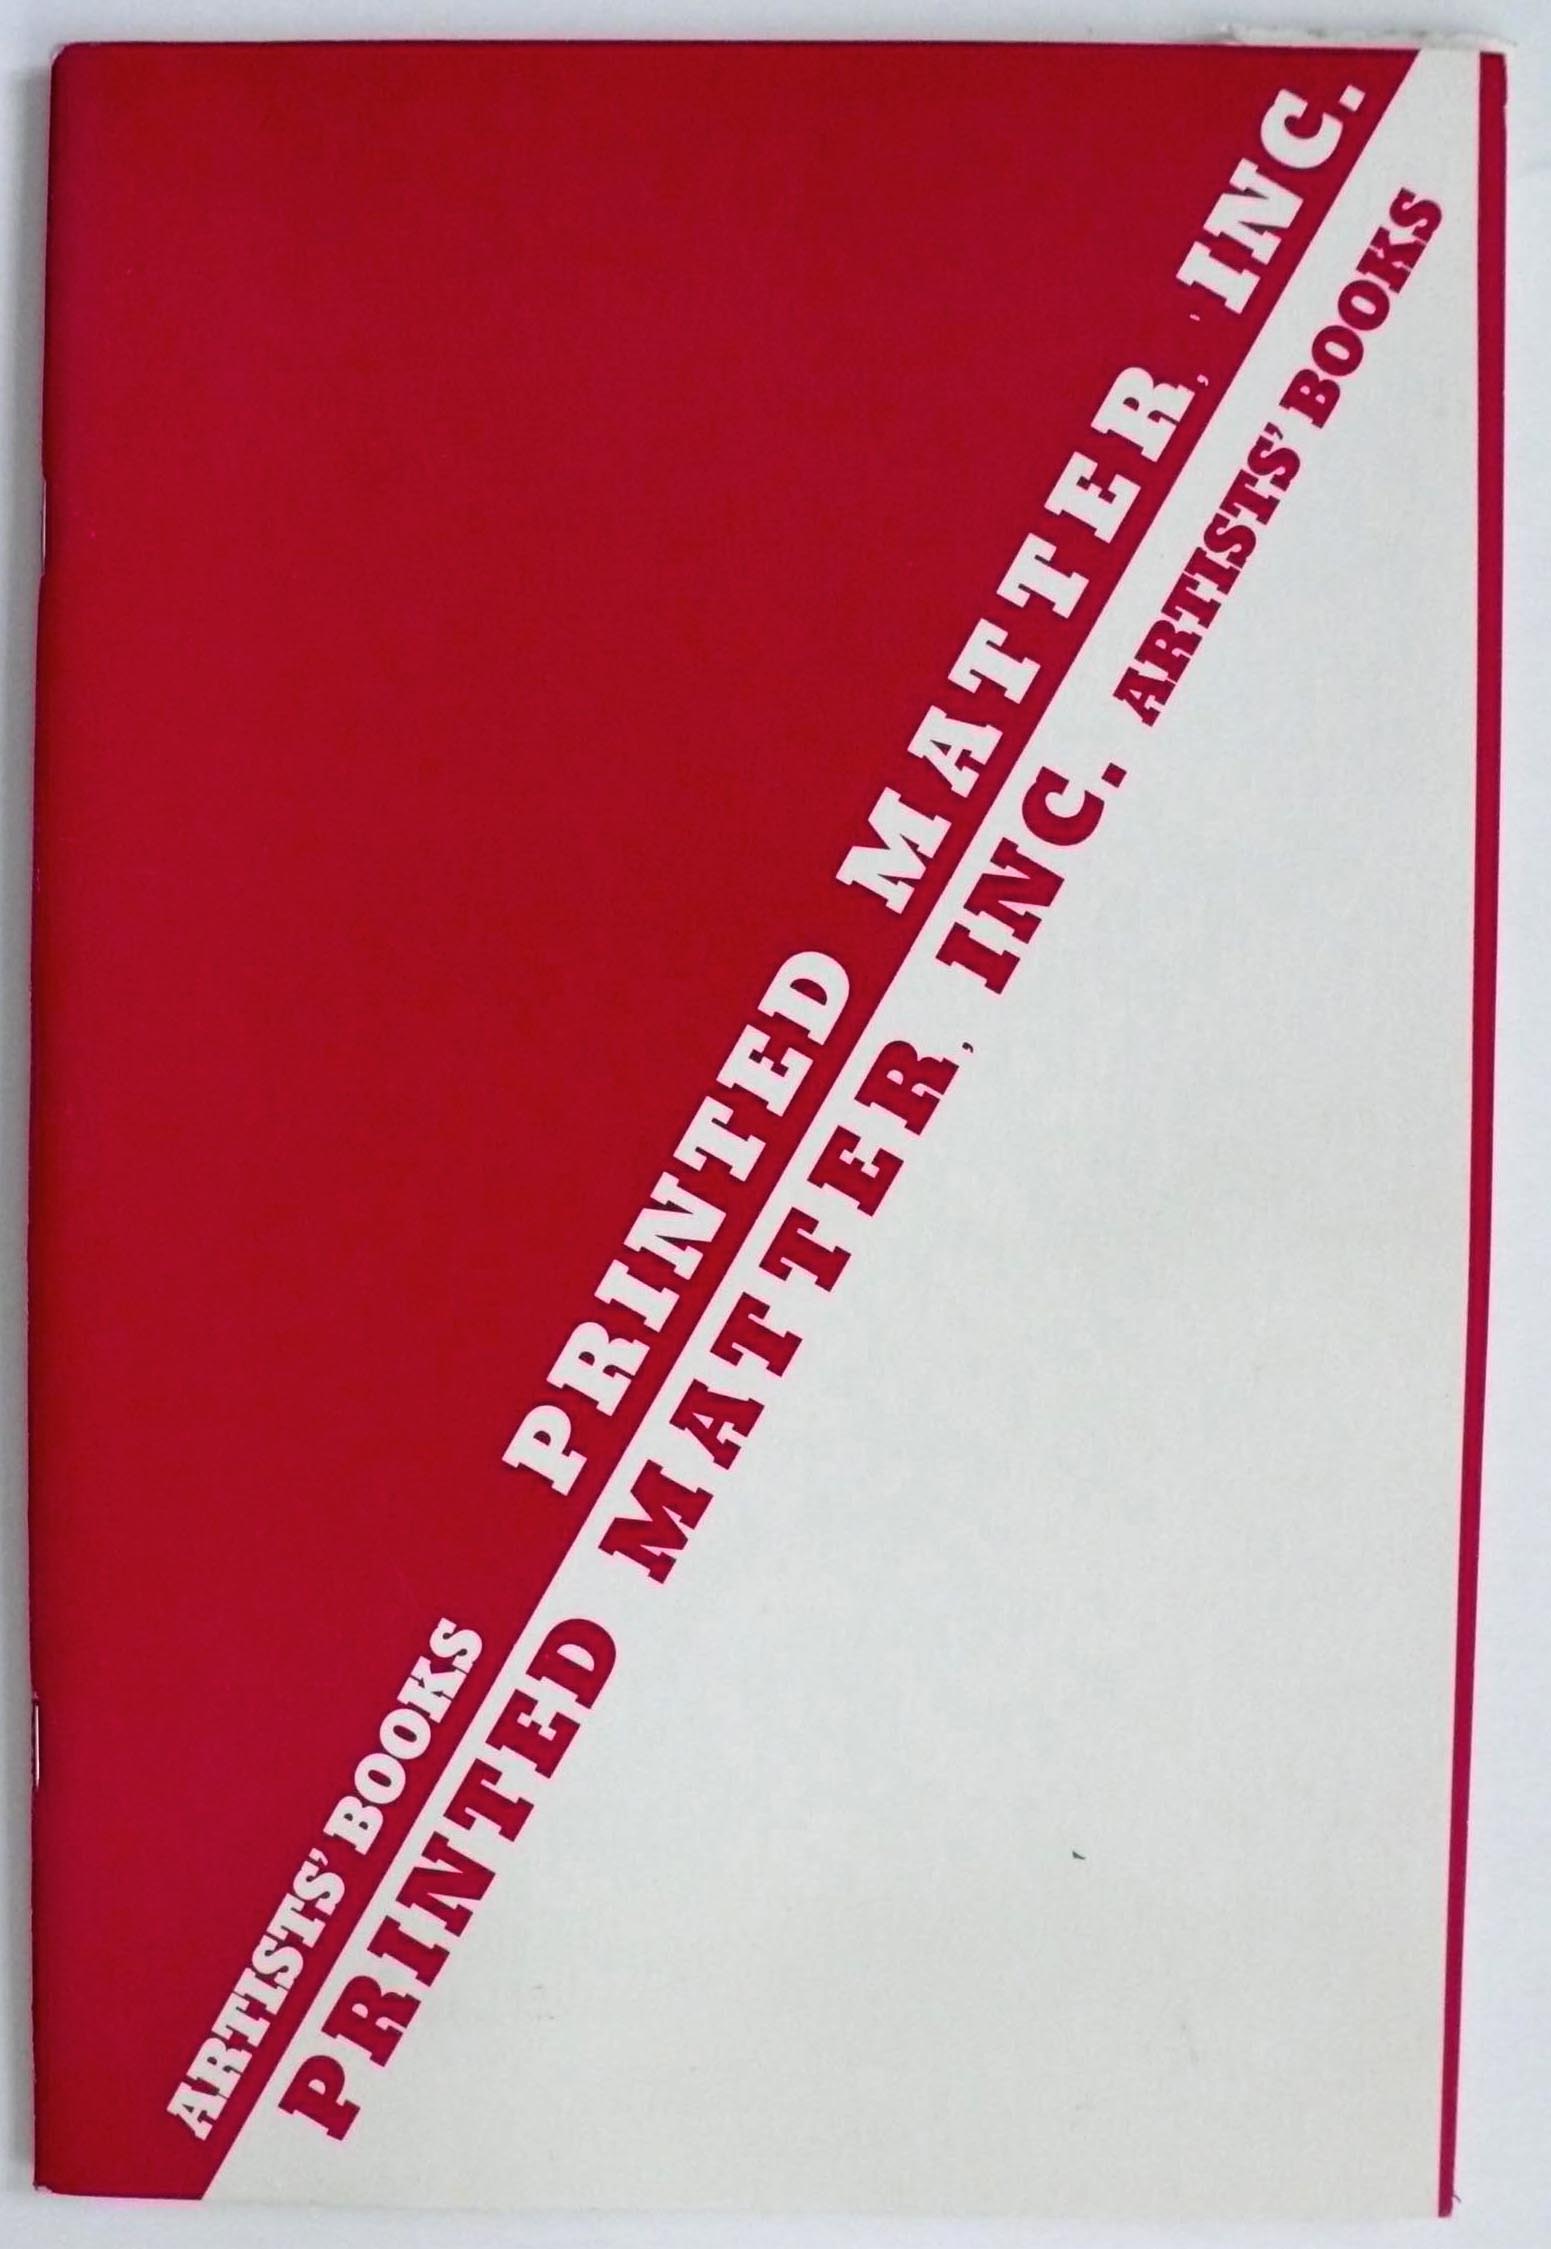 ARTISTS' BOOKS PRINTED MATTER, INC.
PRINTED MATTER, INC. ARTISTS' BOOKS